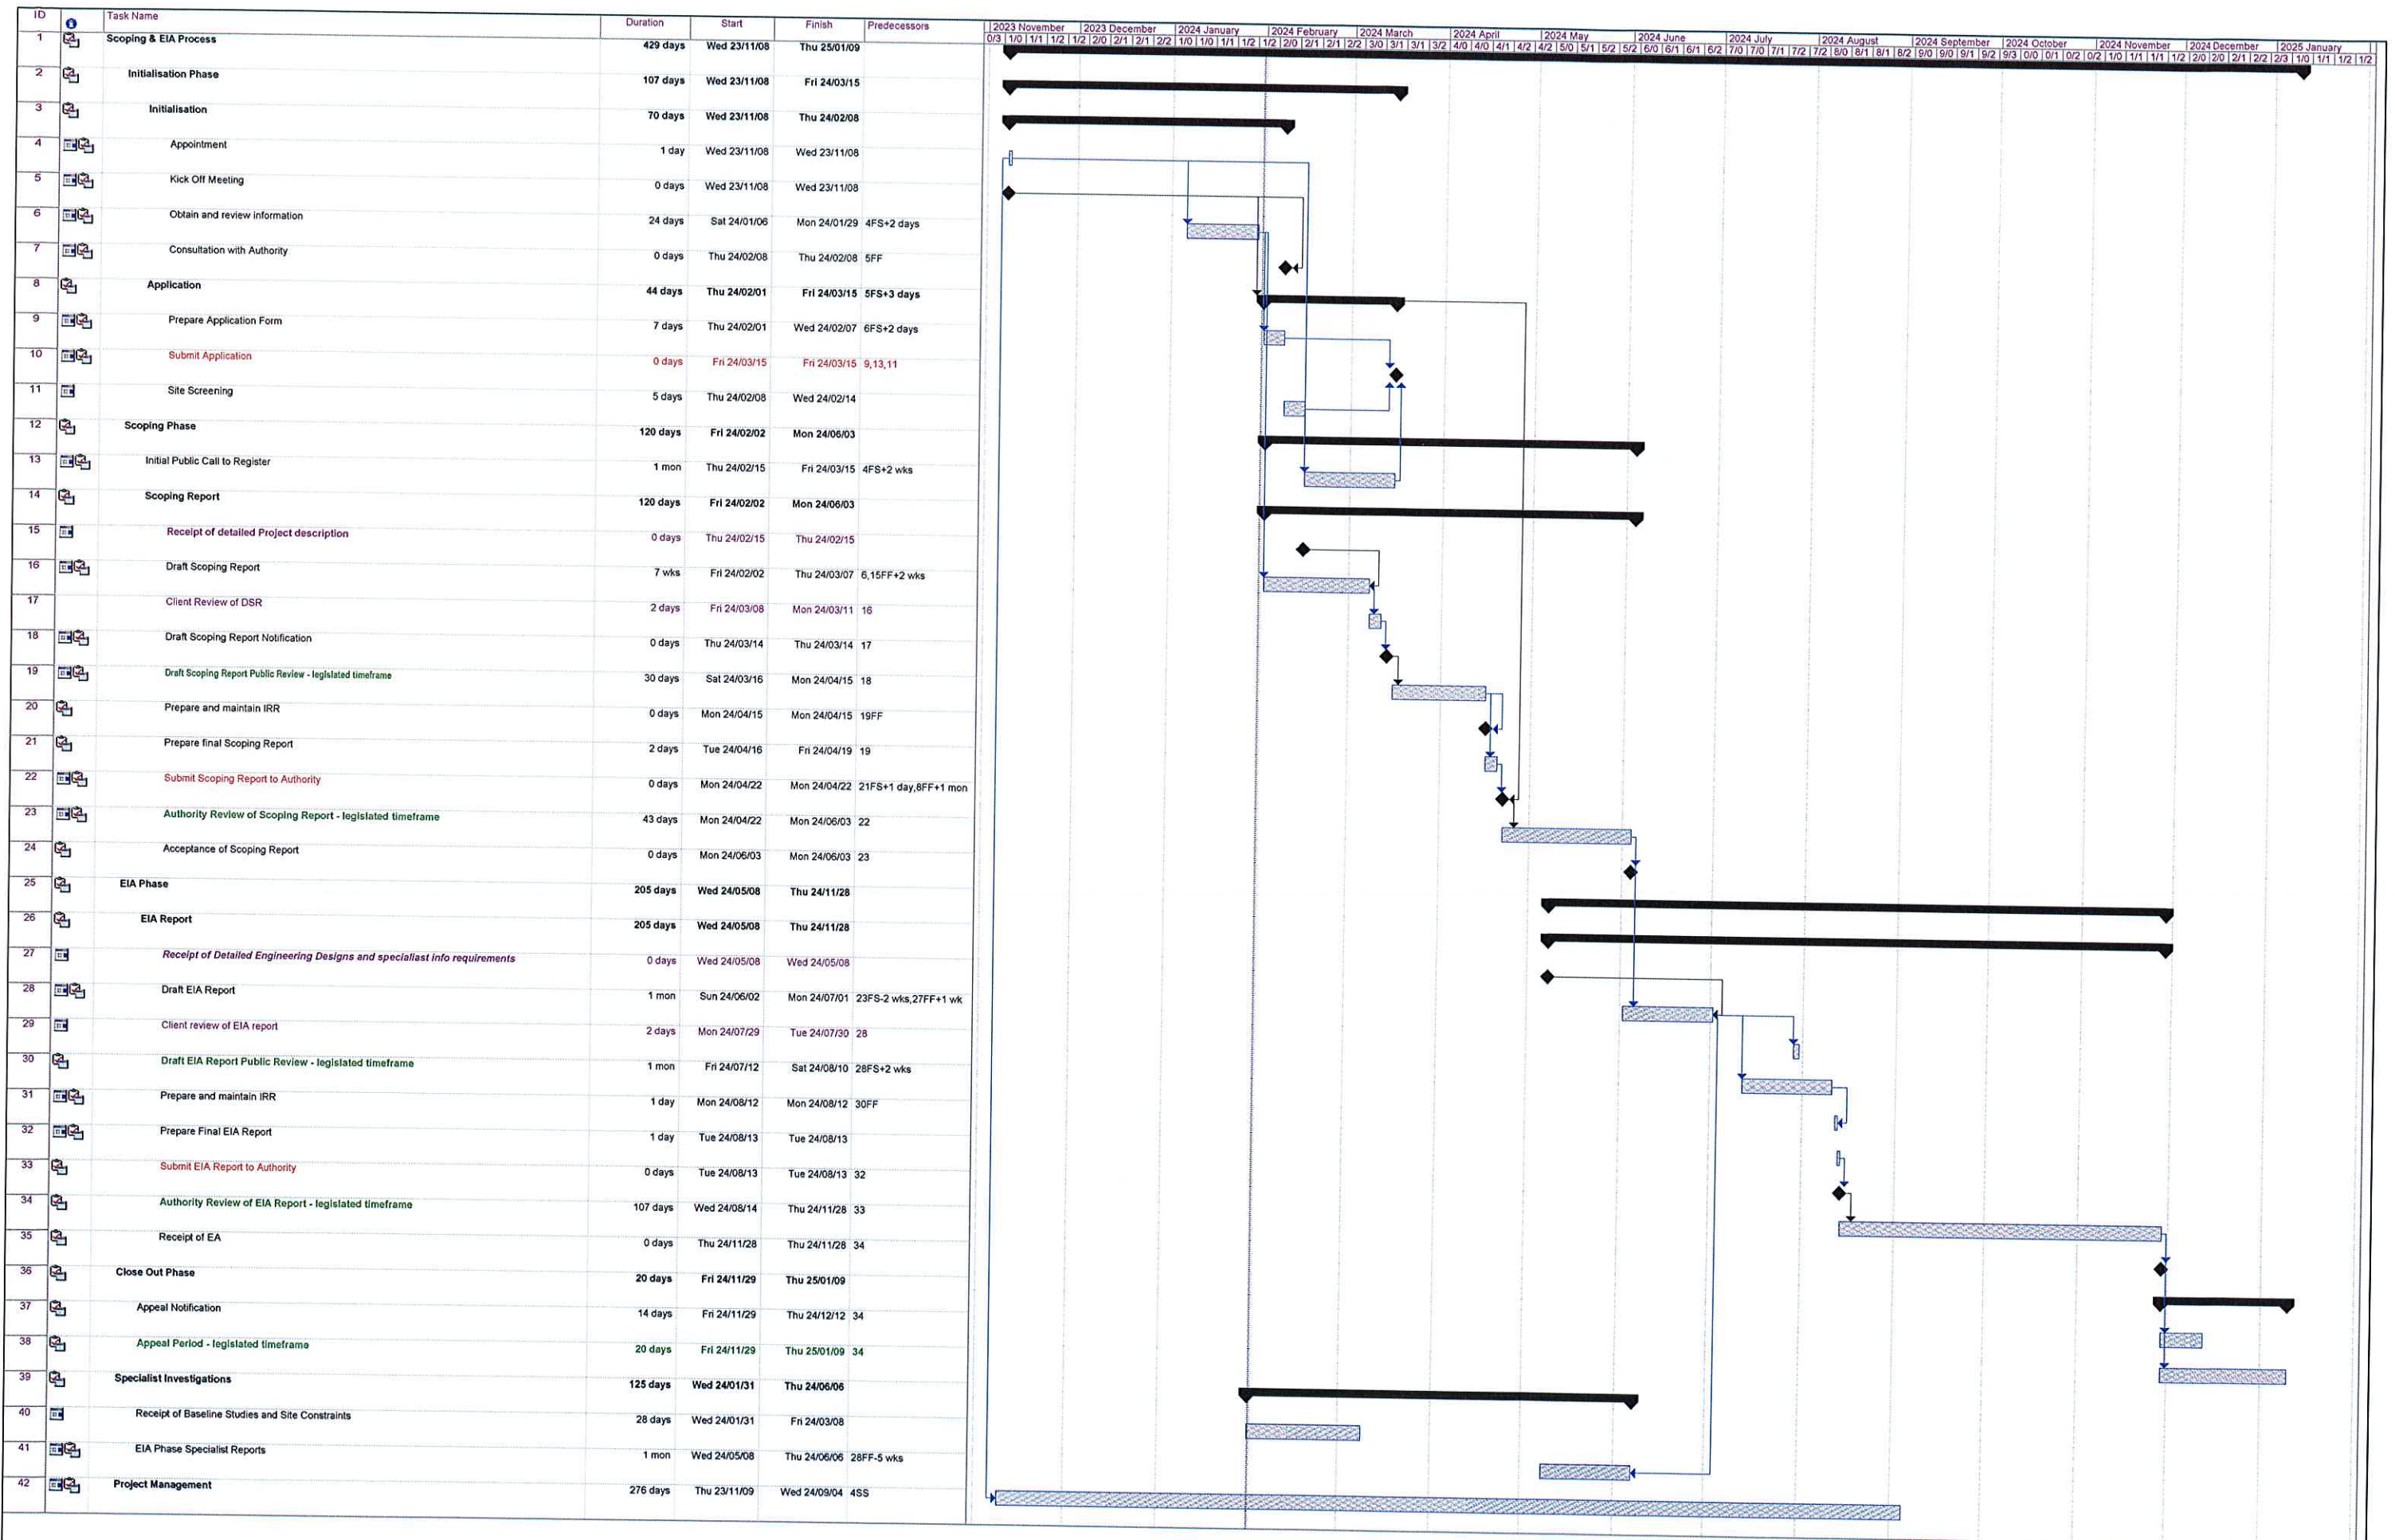 ID Task Name Duration Start Finish Predecessors 2023 November 2023 December 2024 January 2024 February 2024 March 2024 April 2024 May 2024 June 2024 July 2024 August 2024 September 2024 October 2024 November 2024 December 2025 January
1 Scoping & EIA Process 429 days Wed 23/11/08 Thu 25/01/09
2 Initialisation Phase 107 days Wed 23/11/08 Fri 24/03/15
3 Initialisation 70 days Wed 23/11/08 Thu 24/02/08
4 Appointment 1 day Wed 23/11/08 Wed 23/11/08
5 Kick Off Meeting 0 days Wed 23/11/08 Wed 23/11/08
6 Obtain and review information 24 days Sat 24/01/06 Mon 24/01/29 4FS+2 days
7 Consultation with Authority 0 days Thu 24/02/08 Thu 24/02/08 5FF
8 Application 44 days Thu 24/02/01 Fri 24/03/15 5FS+3 days
9 Prepare Application Form 7 days Thu 24/02/01 Wed 24/02/07 6FS+2 days
10 Submit Application 0 days Fri 24/03/15 Fri 24/03/15 9,13,11
11 Site Screening 5 days Thu 24/02/08 Wed 24/02/14
12 Scoping Phase 120 days Fri 24/02/02 Mon 24/06/03
13 Initial Public Call to Register 1 mon Thu 24/02/15 Fri 24/03/15 4FS+2 wks
14 Scoping Report 120 days Fri 24/02/02 Mon 24/06/03
15 Receipt of detailed Project description 0 days Thu 24/02/15 Thu 24/02/15
16 Draft Scoping Report 7 wks Fri 24/02/02 Thu 24/03/07 6,15FF+2 wks
17 Client Review of DSR 2 days Fri 24/03/08 Mon 24/03/11 16
18 Draft Scoping Report Notification 0 days Thu 24/03/14 Thu 24/03/14 17
19 Draft Scoping Report Public Review - legislated timeframe 30 days Sat 24/03/16 Mon 24/04/15 18
20 Prepare and maintain IRR 0 days Mon 24/04/15 Mon 24/04/15 19FF
21 Prepare final Scoping Report 2 days Tue 24/04/16 Fri 24/04/19 19
22 Submit Scoping Report to Authority 0 days Mon 24/04/22 Mon 24/04/22 21FS+1 day,8FF+1 mon
23 Authority Review of Scoping Report - legislated timeframe 43 days Mon 24/04/22 Mon 24/06/03 22
24 Acceptance of Scoping Report 0 days Mon 24/06/03 Mon 24/06/03 23
25 EIA Phase 205 days Wed 24/05/08 Thu 24/11/28
26 EIA Report 205 days Wed 24/05/08 Thu 24/11/28
27 Receipt of Detailed Engineering Designs and specialiast info requirements 0 days Wed 24/05/08 Wed 24/05/08
28 Draft EIA Report 1 mon Sun 24/06/02 Mon 24/07/01 23FS-2 wks,27FF+1 wk
29 Client review of EIA report 2 days Mon 24/07/29 Tue 24/07/30 28
30 Draft EIA Report Public Review - legislated timeframe 1 mon Fri 24/07/12 Sat 24/08/10 28FS+2 wks
31 Prepare and maintain IRR 1 day Mon 24/08/12 Mon 24/08/12 30FF
32 Prepare Final EIA Report 1 day Tue 24/08/13 Tue 24/08/13
33 Submit EIA Report to Authority 0 days Tue 24/08/13 Tue 24/08/13 32
34 Authority Review of EIA Report - legislated timeframe 107 days Wed 24/08/14 Thu 24/11/28 33
35 Receipt of EA 0 days Thu 24/11/28 Thu 24/11/28 34
36 Close Out Phase 20 days Fri 24/11/29 Thu 25/01/09
37 Appeal Notification 14 days Fri 24/11/29 Thu 24/12/12 34
38 Appeal Period - legislated timeframe 20 days Fri 24/11/29 Thu 25/01/09 34
39 Specialist Investigations 125 days Wed 24/01/31 Thu 24/06/06
40 Receipt of Baseline Studies and Site Constraints 28 days Wed 24/01/31 Fri 24/03/08
41 EIA Phase Specialist Reports 1 mon Wed 24/05/08 Thu 24/06/06 28FF-5 wks
42 Project Management 276 days Thu 23/11/09 Wed 24/09/04 4SS